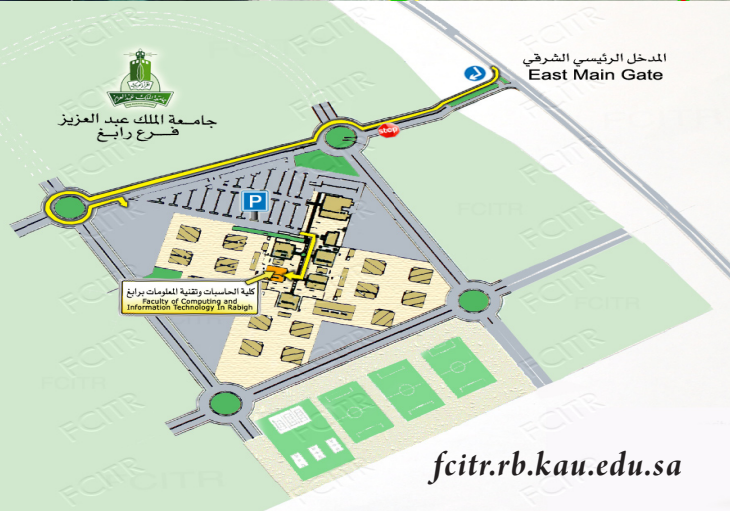 المدخل الرئيسي الشرقي
East Main Gate
stop
جامعة الملك عبد العزيز
فرع رابغ
P
كلية الحاسبات وتقنية المعلومات برابغ
Faculty of Computing and
Information Technology In Rabigh
FCITR
fcitr.rb.kau.edu.sa